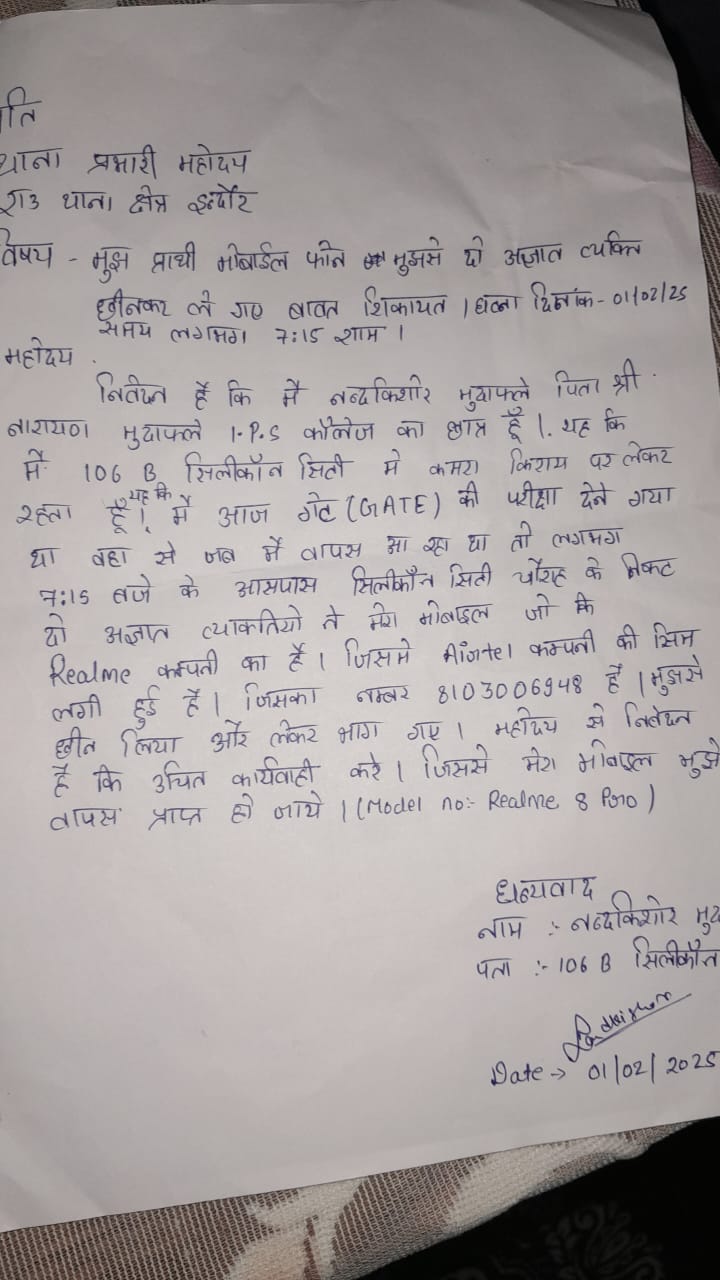 प्रति
थाना प्रभारी महोदय
राउ थाना क्षेत्र इन्दौर
विषय - मुझ प्रार्थी मोबाईल फोन मुझसे दो अज्ञात व्यक्ति
छीनकर ले गए बावत शिकायत । घटना दिनांक - 01/02/25
समय लगभग 7:15 शाम ।
महोदय .
निवेदन है कि मै नन्दकिशोर मुदाफले पिता श्री
नारायण मुदाफले I.P.S कॉलेज का छात्र हूँ । यह कि
मै 106 B सिलीकॉन सिटी मे कमरा किराय पर लेकर
रहता हूँ । यह कि मै आज गेट (GATE) की परीक्षा देने गया
था वहा से जब मै वापस आ रहा था तो लगभग
7:15 बजे के आसपास सिलीकॉन सिटी चौराह के निकट
दो अज्ञात व्याक्तियो ने मेरा मोबाइल जो कि
Realme कम्पनी का है । जिसमे Airtel कम्पनी की सिम
लगी हुई है । जिसका नम्बर 8103006948 है । मुझसे
छीन लिया और लेकर भाग गए । महोदय से निवेदन
है कि उचित कार्यवाही करे । जिससे मेरा मोबाइल मुझे
वापस प्राप्त हो जाये । (Model no:- Realme 8 Pro)
धन्यवाद
नाम :- नन्दकिशोर मुदा
पता :- 106 B सिलीकॉन
Date → 01/02/2025